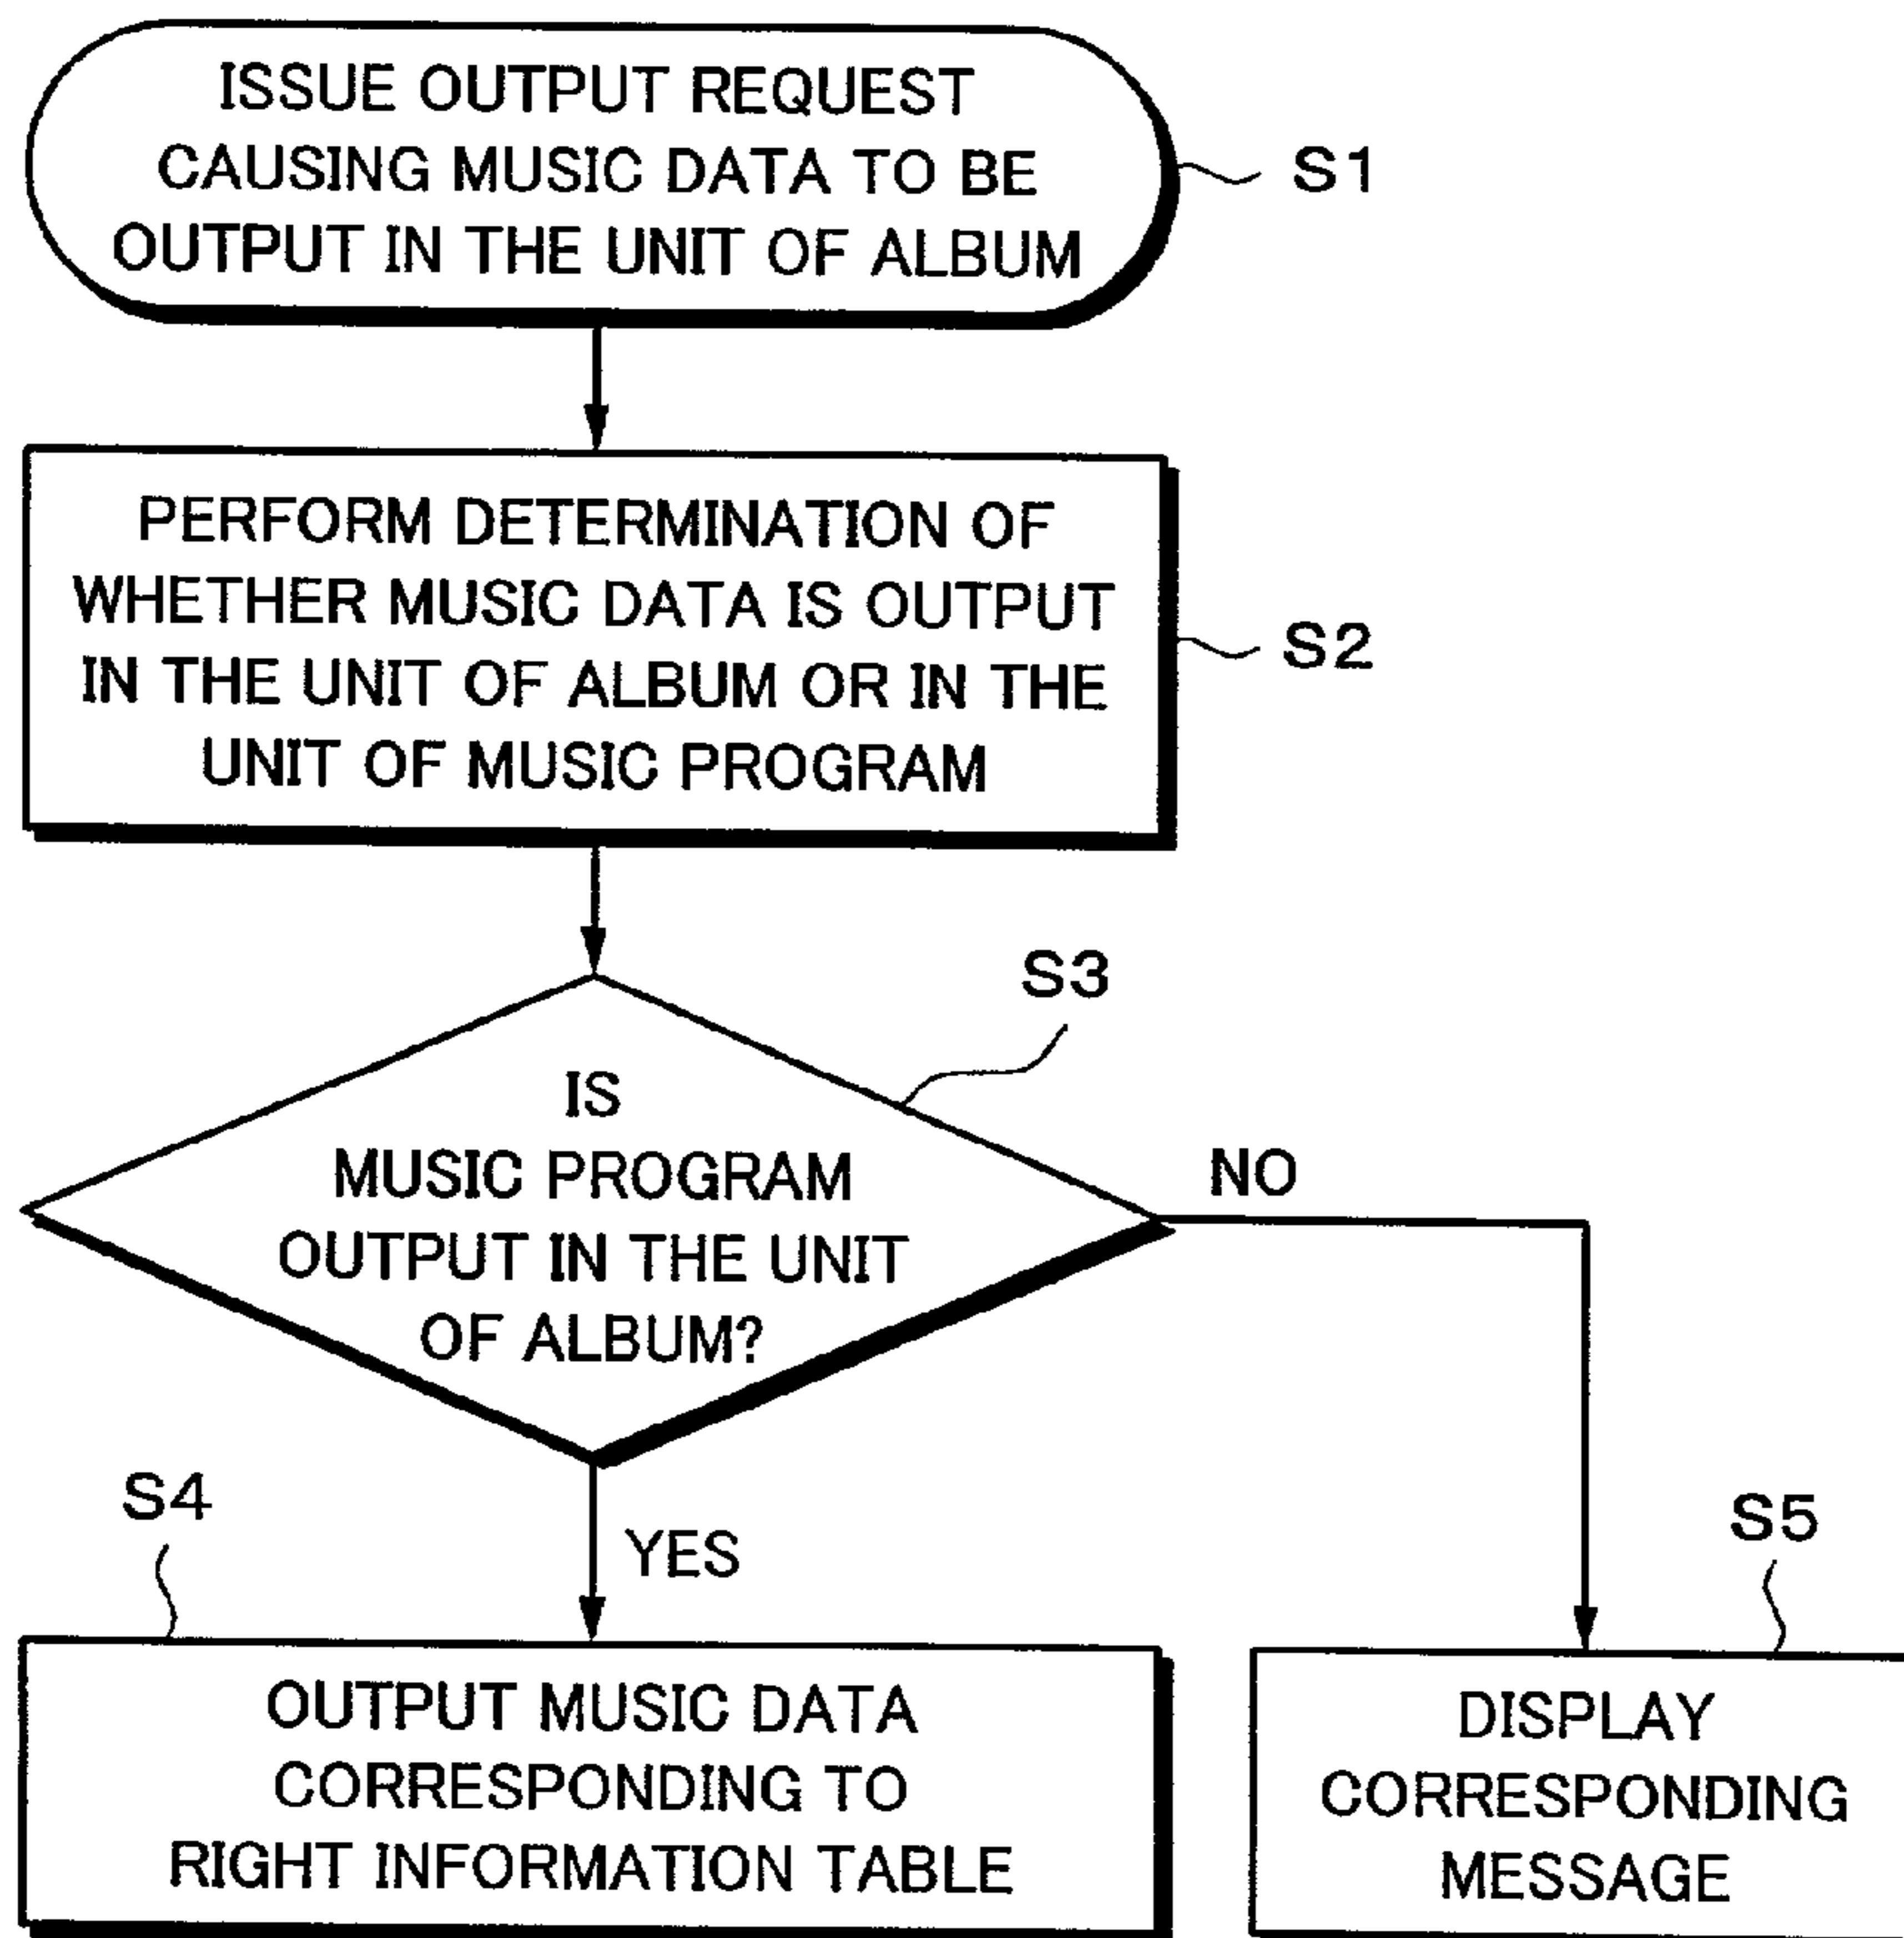 ISSUE OUTPUT REQUEST
CAUSING MUSIC DATA TO BE
OUTPUT IN THE UNIT OF ALBUM
S1
PERFORM DETERMINATION OF
WHETHER MUSIC DATA IS OUTPUT
IN THE UNIT OF ALBUM OR IN THE
UNIT OF MUSIC PROGRAM
S2
S3
IS
MUSIC PROGRAM
OUTPUT IN THE UNIT
OF ALBUM?
NO
YES
S4
OUTPUT MUSIC DATA
CORRESPONDING TO
RIGHT INFORMATION TABLE
S5
DISPLAY
CORRESPONDING
MESSAGE